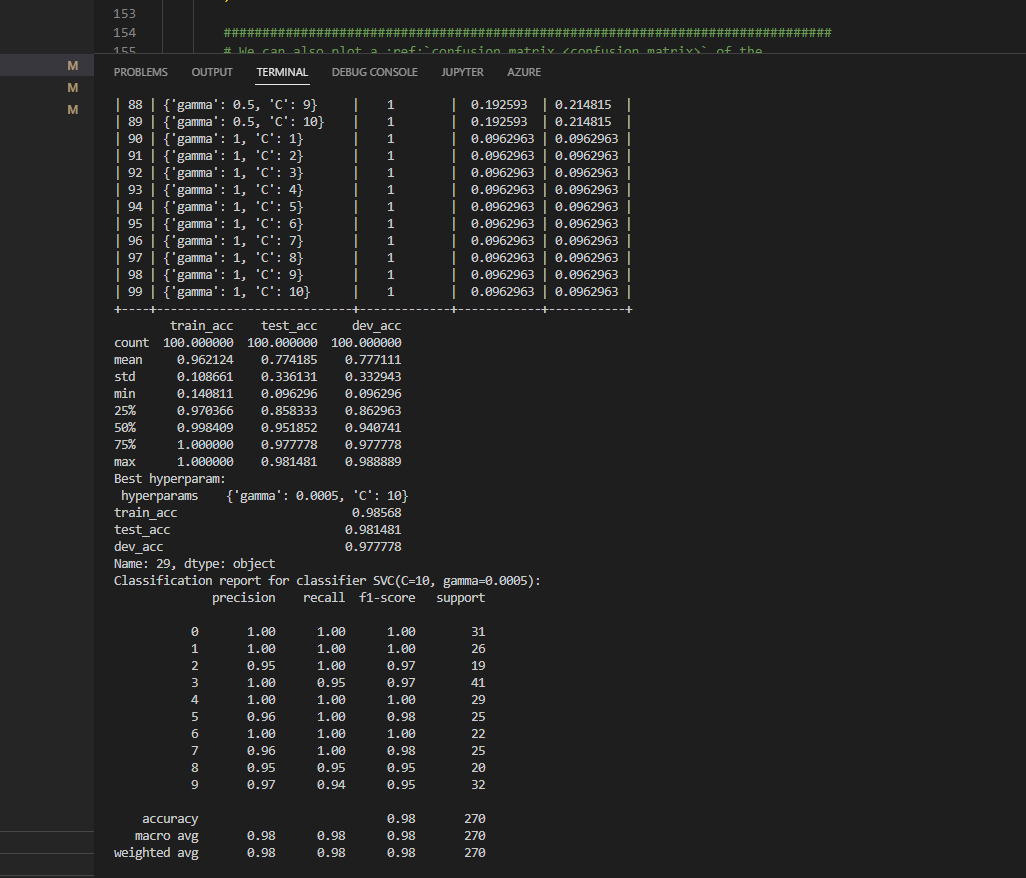 153
154 ################################################################################
155 # We can also plot a :ref:`confusion matrix <confusion_matrix>` of the
M
M
M
PROBLEMS OUTPUT TERMINAL DEBUG CONSOLE JUPYTER AZURE
| 88 | {'gamma': 0.5, 'C': 9} | 1 | 0.192593 | 0.214815 |
| 89 | {'gamma': 0.5, 'C': 10} | 1 | 0.192593 | 0.214815 |
| 90 | {'gamma': 1, 'C': 1} | 1 | 0.0962963 | 0.0962963 |
| 91 | {'gamma': 1, 'C': 2} | 1 | 0.0962963 | 0.0962963 |
| 92 | {'gamma': 1, 'C': 3} | 1 | 0.0962963 | 0.0962963 |
| 93 | {'gamma': 1, 'C': 4} | 1 | 0.0962963 | 0.0962963 |
| 94 | {'gamma': 1, 'C': 5} | 1 | 0.0962963 | 0.0962963 |
| 95 | {'gamma': 1, 'C': 6} | 1 | 0.0962963 | 0.0962963 |
| 96 | {'gamma': 1, 'C': 7} | 1 | 0.0962963 | 0.0962963 |
| 97 | {'gamma': 1, 'C': 8} | 1 | 0.0962963 | 0.0962963 |
| 98 | {'gamma': 1, 'C': 9} | 1 | 0.0962963 | 0.0962963 |
| 99 | {'gamma': 1, 'C': 10} | 1 | 0.0962963 | 0.0962963 |
+----+----------------------------+-------------+------------+-----------+
train_acc test_acc dev_acc
count 100.000000 100.000000 100.000000
mean 0.962124 0.774185 0.777111
std 0.108661 0.336131 0.332943
min 0.140811 0.096296 0.096296
25% 0.970366 0.858333 0.862963
50% 0.998409 0.951852 0.940741
75% 1.000000 0.977778 0.977778
max 1.000000 0.981481 0.988889
Best hyperparam:
hyperparams {'gamma': 0.0005, 'C': 10}
train_acc 0.98568
test_acc 0.981481
dev_acc 0.977778
Name: 29, dtype: object
Classification report for classifier SVC(C=10, gamma=0.0005):
precision recall f1-score support
0 1.00 1.00 1.00 31
1 1.00 1.00 1.00 26
2 0.95 1.00 0.97 19
3 1.00 0.95 0.97 41
4 1.00 1.00 1.00 29
5 0.96 1.00 0.98 25
6 1.00 1.00 1.00 22
7 0.96 1.00 0.98 25
8 0.95 0.95 0.95 20
9 0.97 0.94 0.95 32
accuracy 0.98 270
macro avg 0.98 0.98 0.98 270
weighted avg 0.98 0.98 0.98 270